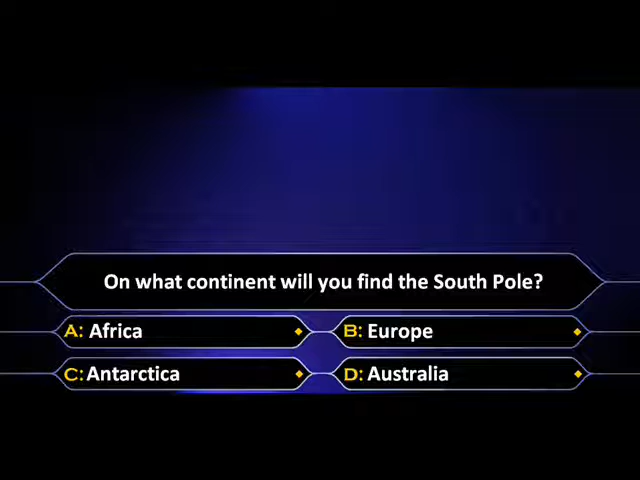 On what continent will you find the South Pole?
A: Africa
B: Europe
C: Antarctica
D: Australia